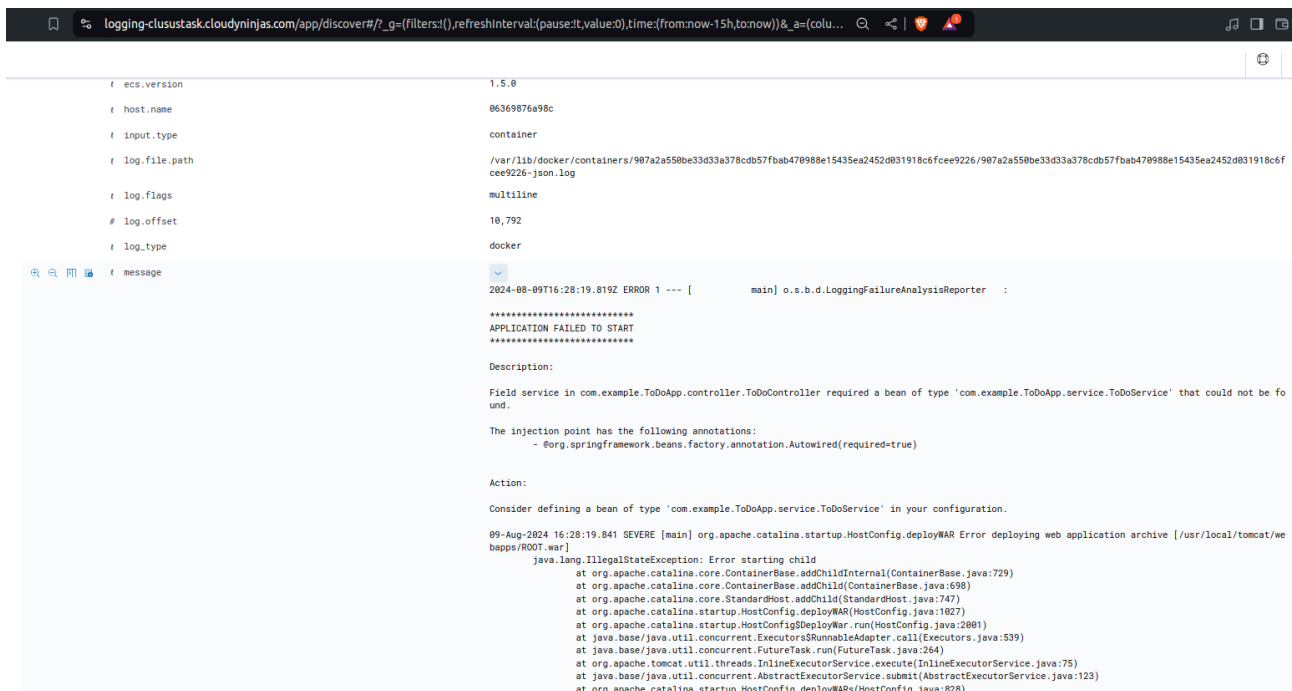 logging-clusustask.cloudyninjas.com/app/discover#/?_g=(filters:!(),refreshInterval:(pause:!t,value:0),time:(from:now-15h,to:now))&_a=(colu...
1
t ecs.version 1.5.0
t host.name 06369876a98c
t input.type container
t log.file.path /var/lib/docker/containers/907a2a550be33d33a378cdb57fbab470988e15435ea2452d031918c6fcee9226/907a2a550be33d33a378cdb57fbab470988e15435ea2452d031918c6f
cee9226-json.log
t log.flags multiline
# log.offset 10,792
t log_type docker
t message
2024-08-09T16:28:19.819Z ERROR 1 --- [           main] o.s.b.d.LoggingFailureAnalysisReporter   :
***************************
APPLICATION FAILED TO START
***************************
Description:
Field service in com.example.ToDoApp.controller.ToDoController required a bean of type 'com.example.ToDoApp.service.ToDoService' that could not be fo
und.
The injection point has the following annotations:
- @org.springframework.beans.factory.annotation.Autowired(required=true)
Action:
Consider defining a bean of type 'com.example.ToDoApp.service.ToDoService' in your configuration.
09-Aug-2024 16:28:19.841 SEVERE [main] org.apache.catalina.startup.HostConfig.deployWAR Error deploying web application archive [/usr/local/tomcat/we
bapps/ROOT.war]
java.lang.IllegalStateException: Error starting child
at org.apache.catalina.core.ContainerBase.addChildInternal(ContainerBase.java:729)
at org.apache.catalina.core.ContainerBase.addChild(ContainerBase.java:698)
at org.apache.catalina.core.StandardHost.addChild(StandardHost.java:747)
at org.apache.catalina.startup.HostConfig.deployWAR(HostConfig.java:1027)
at org.apache.catalina.startup.HostConfig$DeployWar.run(HostConfig.java:2001)
at java.base/java.util.concurrent.Executors$RunnableAdapter.call(Executors.java:539)
at java.base/java.util.concurrent.FutureTask.run(FutureTask.java:264)
at org.apache.tomcat.util.threads.InlineExecutorService.execute(InlineExecutorService.java:75)
at java.base/java.util.concurrent.AbstractExecutorService.submit(AbstractExecutorService.java:123)
at org.apache.catalina.startup.HostConfig.deployWARs(HostConfig.java:828)